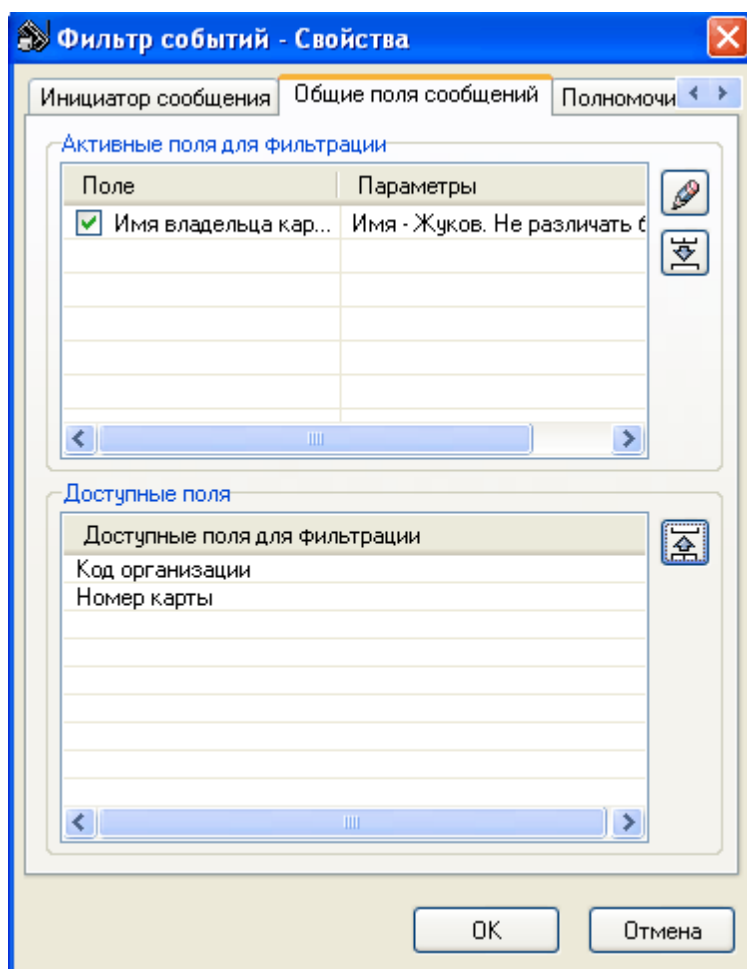 Фильтр событий - Свойства
Инициатор сообщения Общие поля сообщений Полномочи
Активные поля для фильтрации
Поле Параметры
Имя владельца кар... Имя - Жуков. Не различать б
Доступные поля
Доступные поля для фильтрации
Код организации
Номер карты
OK Отмена